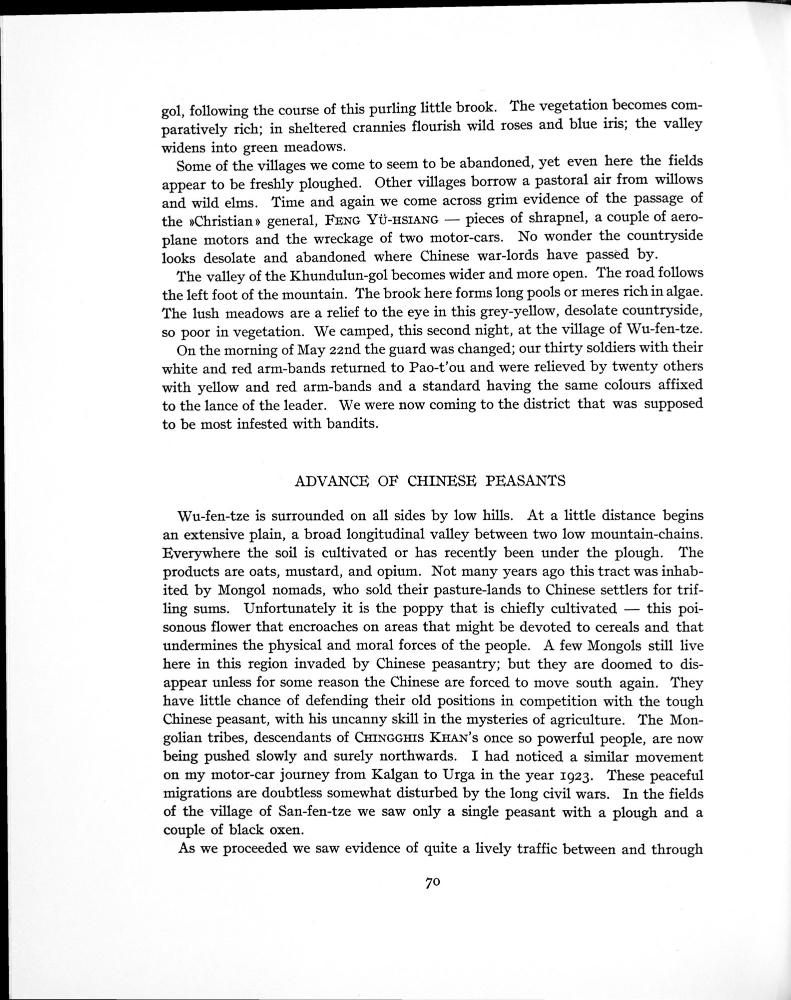 gol, following the course of this purling little brook. The vegetation becomes com-
paratively rich; in sheltered crannies flourish wild roses and blue iris; the valley
widens into green meadows.
Some of the villages we come to seem to be abandoned, yet even here the fields
appear to be freshly ploughed. Other villages borrow a pastoral air from willows
and wild elms. Time and again we come across grim evidence of the passage of
the »Christian» general, FENG YÜ-HSIANG — pieces of shrapnel, a couple of aero-
plane motors and the wreckage of two motor-cars. No wonder the countryside
looks desolate and abandoned where Chinese war-lords have passed by.
The valley of the Khundulun-gol becomes wider and more open. The road follows
the left foot of the mountain. The brook here forms long pools or meres rich in algae.
The lush meadows are a relief to the eye in this grey-yellow, desolate countryside,
so poor in vegetation. We camped, this second night, at the village of Wu-fen-tze.
On the morning of May 22nd the guard was changed; our thirty soldiers with their
white and red arm-bands returned to Pao-t'ou and were relieved by twenty others
with yellow and red arm-bands and a standard having the same colours affixed
to the lance of the leader. We were now coming to the district that was supposed
to be most infested with bandits.
ADVANCE OF CHINESE PEASANTS
Wu-fen-tze is surrounded on all sides by low hills. At a little distance begins
an extensive plain, a broad longitudinal valley between two low mountain-chains.
Everywhere the soil is cultivated or has recently been under the plough. The
products are oats, mustard, and opium. Not many years ago this tract was inhab-
ited by Mongol nomads, who sold their pasture-lands to Chinese settlers for trif-
ling sums. Unfortunately it is the poppy that is chiefly cultivated — this poi-
sonous flower that encroaches on areas that might be devoted to cereals and that
undermines the physical and moral forces of the people. A few Mongols still live
here in this region invaded by Chinese peasantry; but they are doomed to dis-
appear unless for some reason the Chinese are forced to move south again. They
have little chance of defending their old positions in competition with the tough
Chinese peasant, with his uncanny skill in the mysteries of agriculture. The Mon-
golian tribes, descendants of CHINGGHIS KHAN's once so powerful people, are now
being pushed slowly and surely northwards. I had noticed a similar movement
on my motor-car journey from Kalgan to Urga in the year 1923. These peaceful
migrations are doubtless somewhat disturbed by the long civil wars. In the fields
of the village of San-fen-tze we saw only a single peasant with a plough and a
couple of black oxen.
As we proceeded we saw evidence of quite a lively traffic between and through
70